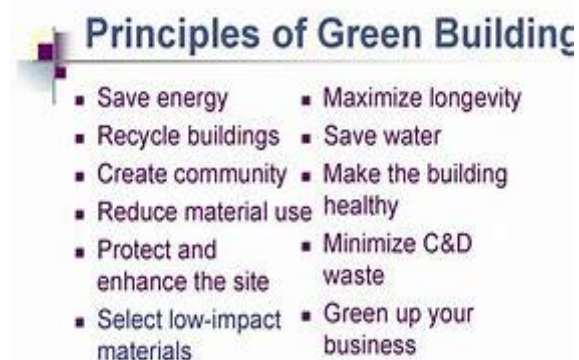 Principles of Green Building
Save energy
Recycle buildings
Create community
Reduce material use
Protect and
enhance the site
Select low-impact
materials
Maximize longevity
Save water
Make the building
healthy
Minimize C&D
waste
Green up your
business